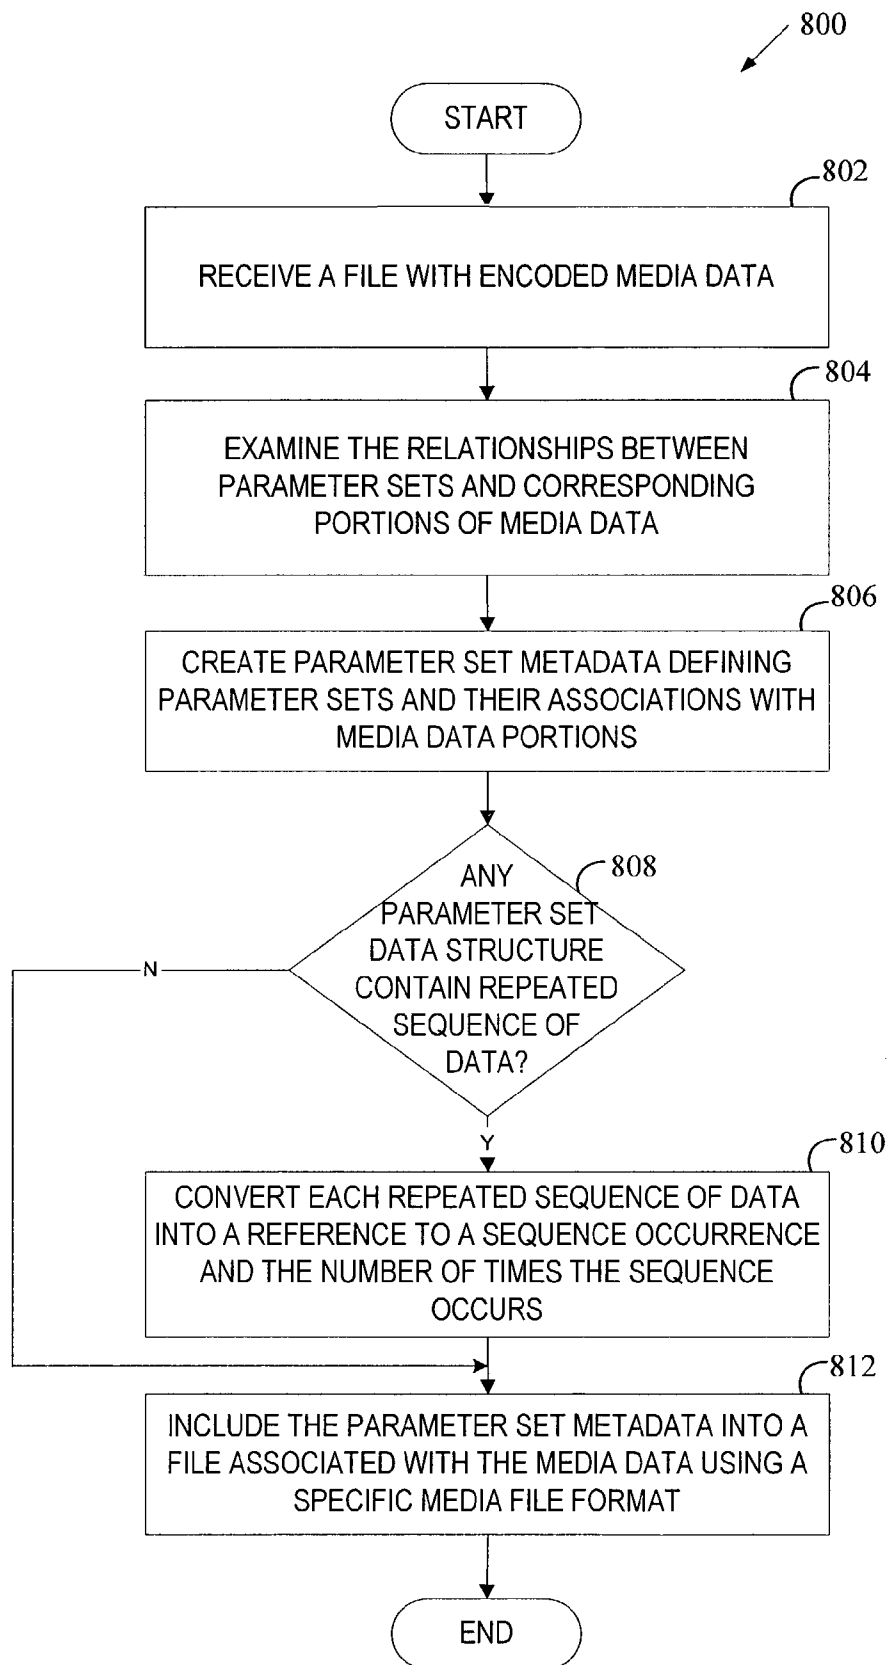 800
START
802
RECEIVE A FILE WITH ENCODED MEDIA DATA
804
EXAMINE THE RELATIONSHIPS BETWEEN
PARAMETER SETS AND CORRESPONDING
PORTIONS OF MEDIA DATA
806
CREATE PARAMETER SET METADATA DEFINING
PARAMETER SETS AND THEIR ASSOCIATIONS WITH
MEDIA DATA PORTIONS
808
ANY
PARAMETER SET
DATA STRUCTURE
CONTAIN REPEATED
SEQUENCE OF
DATA?
N
Y
810
CONVERT EACH REPEATED SEQUENCE OF DATA
INTO A REFERENCE TO A SEQUENCE OCCURRENCE
AND THE NUMBER OF TIMES THE SEQUENCE
OCCURS
812
INCLUDE THE PARAMETER SET METADATA INTO A
FILE ASSOCIATED WITH THE MEDIA DATA USING A
SPECIFIC MEDIA FILE FORMAT
END